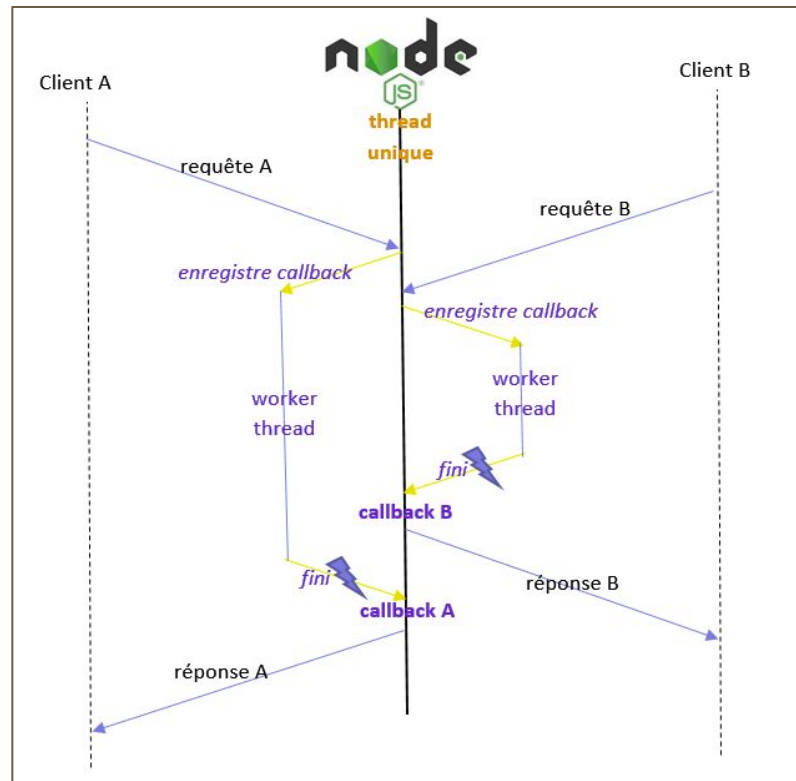 node
JS
Client A
Client B
thread
unique
requête A
requête B
enregistre callback
enregistre callback
worker
thread
worker
thread
fini
callback B
fini
callback A
réponse B
réponse A